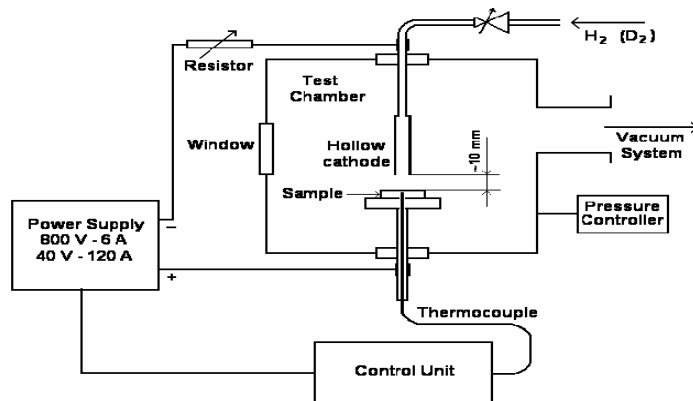 H2 (D2)
Resistor
Test
Chamber
Window
Hollow
cathode
~10 mm
Vacuum
System
Sample
Pressure
Controller
Power Supply
800 V - 6 A
40 V - 120 A
–
+
Thermocouple
Control Unit